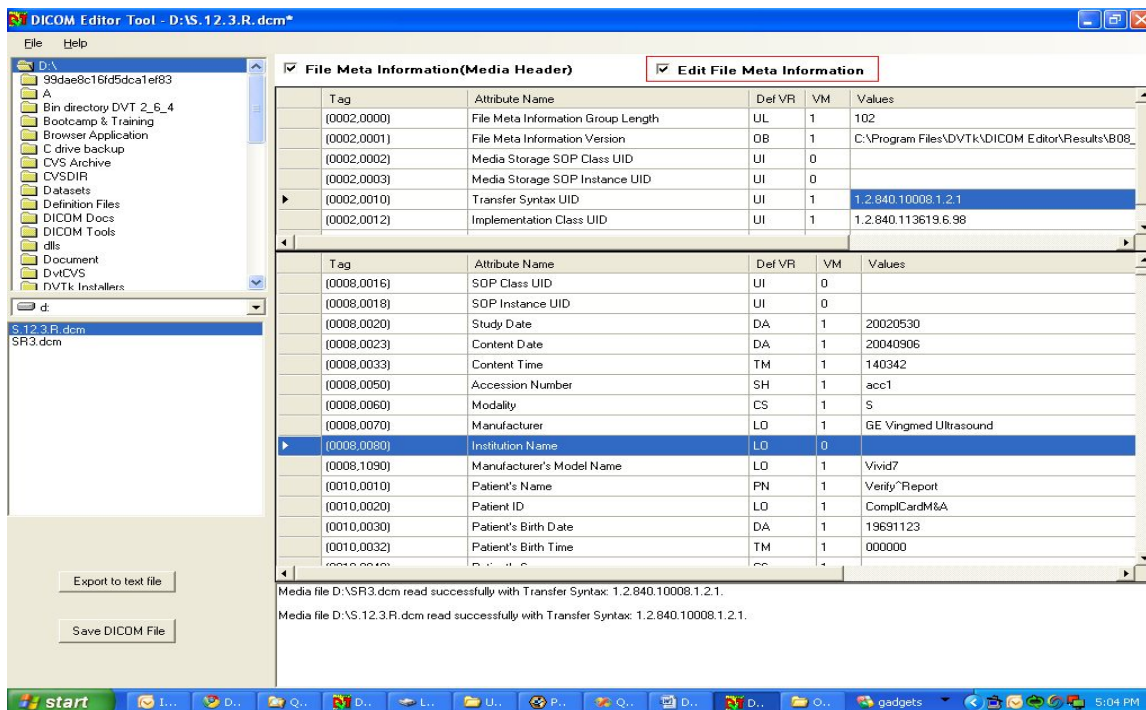 DICOM Editor Tool - D:\S.12.3.R.dcm*
File Help
D:\
99dae8c16fd5dca1ef83
A
Bin directory DVT 2_6_4
Bootcamp & Training
Browser Application
C drive backup
CVS Archive
CVSDIR
Datasets
Definition Files
DICOM Docs
DICOM Tools
dlls
Document
DvtCVS
DVTk Installers
d:
S.12.3.R.dcm
SR3.dcm
Export to text file
Save DICOM File
File Meta Information(Media Header) Edit File Meta Information
Tag Attribute Name Def VR VM Values
(0002,0000) File Meta Information Group Length UL 1 102
(0002,0001) File Meta Information Version OB 1 C:\Program Files\DVTk\DICOM Editor\Results\B08_
(0002,0002) Media Storage SOP Class UID UI 0
(0002,0003) Media Storage SOP Instance UID UI 0
(0002,0010) Transfer Syntax UID UI 1 1.2.840.10008.1.2.1
(0002,0012) Implementation Class UID UI 1 1.2.840.113619.6.98
Tag Attribute Name Def VR VM Values
(0008,0016) SOP Class UID UI 0
(0008,0018) SOP Instance UID UI 0
(0008,0020) Study Date DA 1 20020530
(0008,0023) Content Date DA 1 20040906
(0008,0033) Content Time TM 1 140342
(0008,0050) Accession Number SH 1 acc1
(0008,0060) Modality CS 1 S
(0008,0070) Manufacturer LO 1 GE Vingmed Ultrasound
(0008,0080) Institution Name LO 0
(0008,1090) Manufacturer's Model Name LO 1 Vivid7
(0010,0010) Patient's Name PN 1 Verify^Report
(0010,0020) Patient ID LO 1 ComplCardM&A
(0010,0030) Patient's Birth Date DA 1 19691123
(0010,0032) Patient's Birth Time TM 1 000000
Media file D:\SR3.dcm read successfully with Transfer Syntax: 1.2.840.10008.1.2.1.
Media file D:\S.12.3.R.dcm read successfully with Transfer Syntax: 1.2.840.10008.1.2.1.
start I... D.. Q.. D... L... U... P... Q... D... D... O... gadgets 5:04 PM